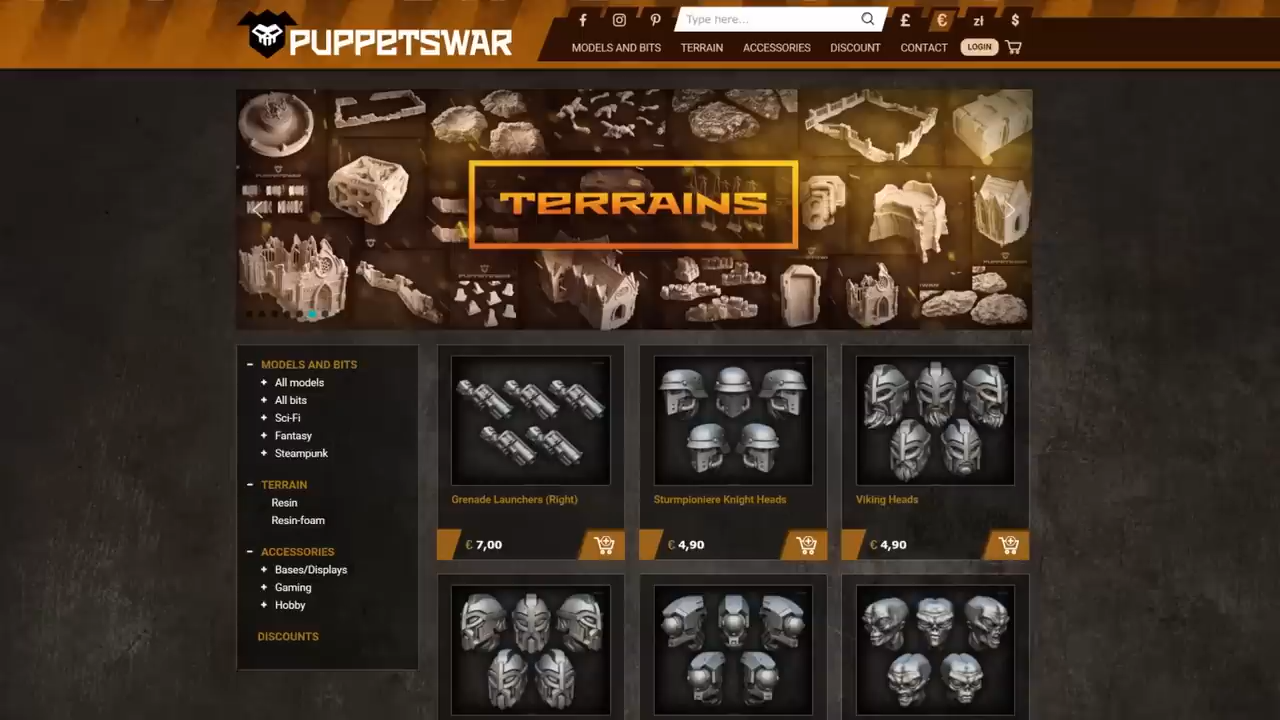 PUPPETSWAR
Type here...
£
€
zł
$
MODELS AND BITS
TERRAIN
ACCESSORIES
DISCOUNT
CONTACT
LOGIN
TERRAINS
MODELS AND BITS
All models
All bits
Sci-Fi
Fantasy
Steampunk
TERRAIN
Resin
Resin-foam
ACCESSORIES
Bases/Displays
Gaming
Hobby
DISCOUNTS
Grenade Launchers (Right)
Sturmpioniere Knight Heads
Viking Heads
€ 7,00
€ 4,90
€ 4,90